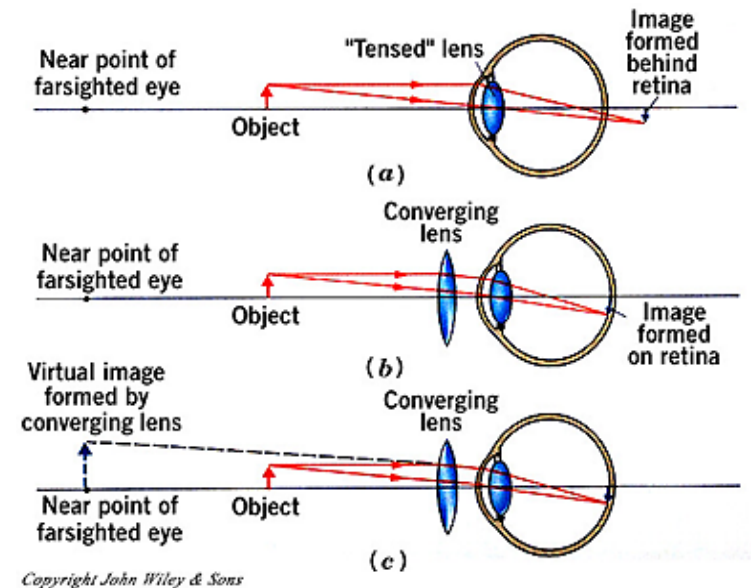 Near point of
farsighted eye
Object
"Tensed" lens
Image
formed
behind
retina
(a)
Near point of
farsighted eye
Object
Converging
lens
Image
formed
on retina
(b)
Virtual image
formed by
converging lens
Near point of
farsighted eye
Object
Converging
lens
(c)
Copyright John Wiley & Sons